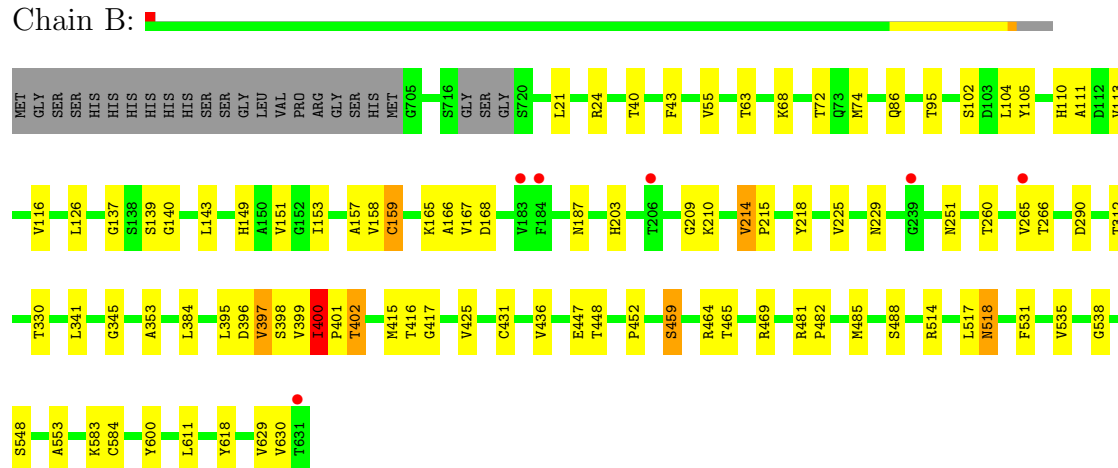 Chain B:
MET GLY SER SER HIS HIS HIS HIS HIS HIS SER SER GLY LEU VAL PRO ARG GLY SER HIS MET G705 S716 GLY SER GLY S720 L21 R24 T40 F43 V55 T63 K68 T72 Q73 M74 Q86 T95 S102 D103 L104 Y105 H110 A111 D112 V113
V116 L126 G137 S138 S139 G140 L143 H149 A150 V151 G152 I153 A157 V158 C159 K165 A166 V167 D168 V183 F184 N187 H203 T206 G209 K210 V214 P215 Y218 V225 N229 G239 N251 T260 V265 T266 D290 T312
T330 L341 G345 A353 L384 L395 D396 V397 S398 V399 I400 P401 T402 M415 T416 G417 V425 C431 V436 E447 T448 P452 S459 R464 T465 R469 R481 P482 M485 S488 R514 L517 N518 F531 V535 G538
S548 A553 K583 C584 Y600 L611 Y618 V629 V630 T631